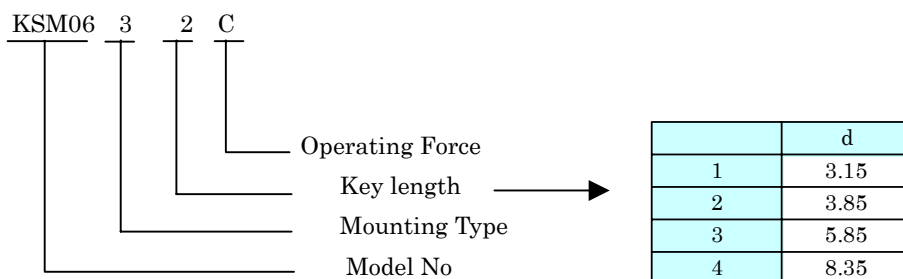 KSM06 3 2 C
Operating Force
Key length
Mounting Type
Model No
d
1 3.15
2 3.85
3 5.85
4 8.35